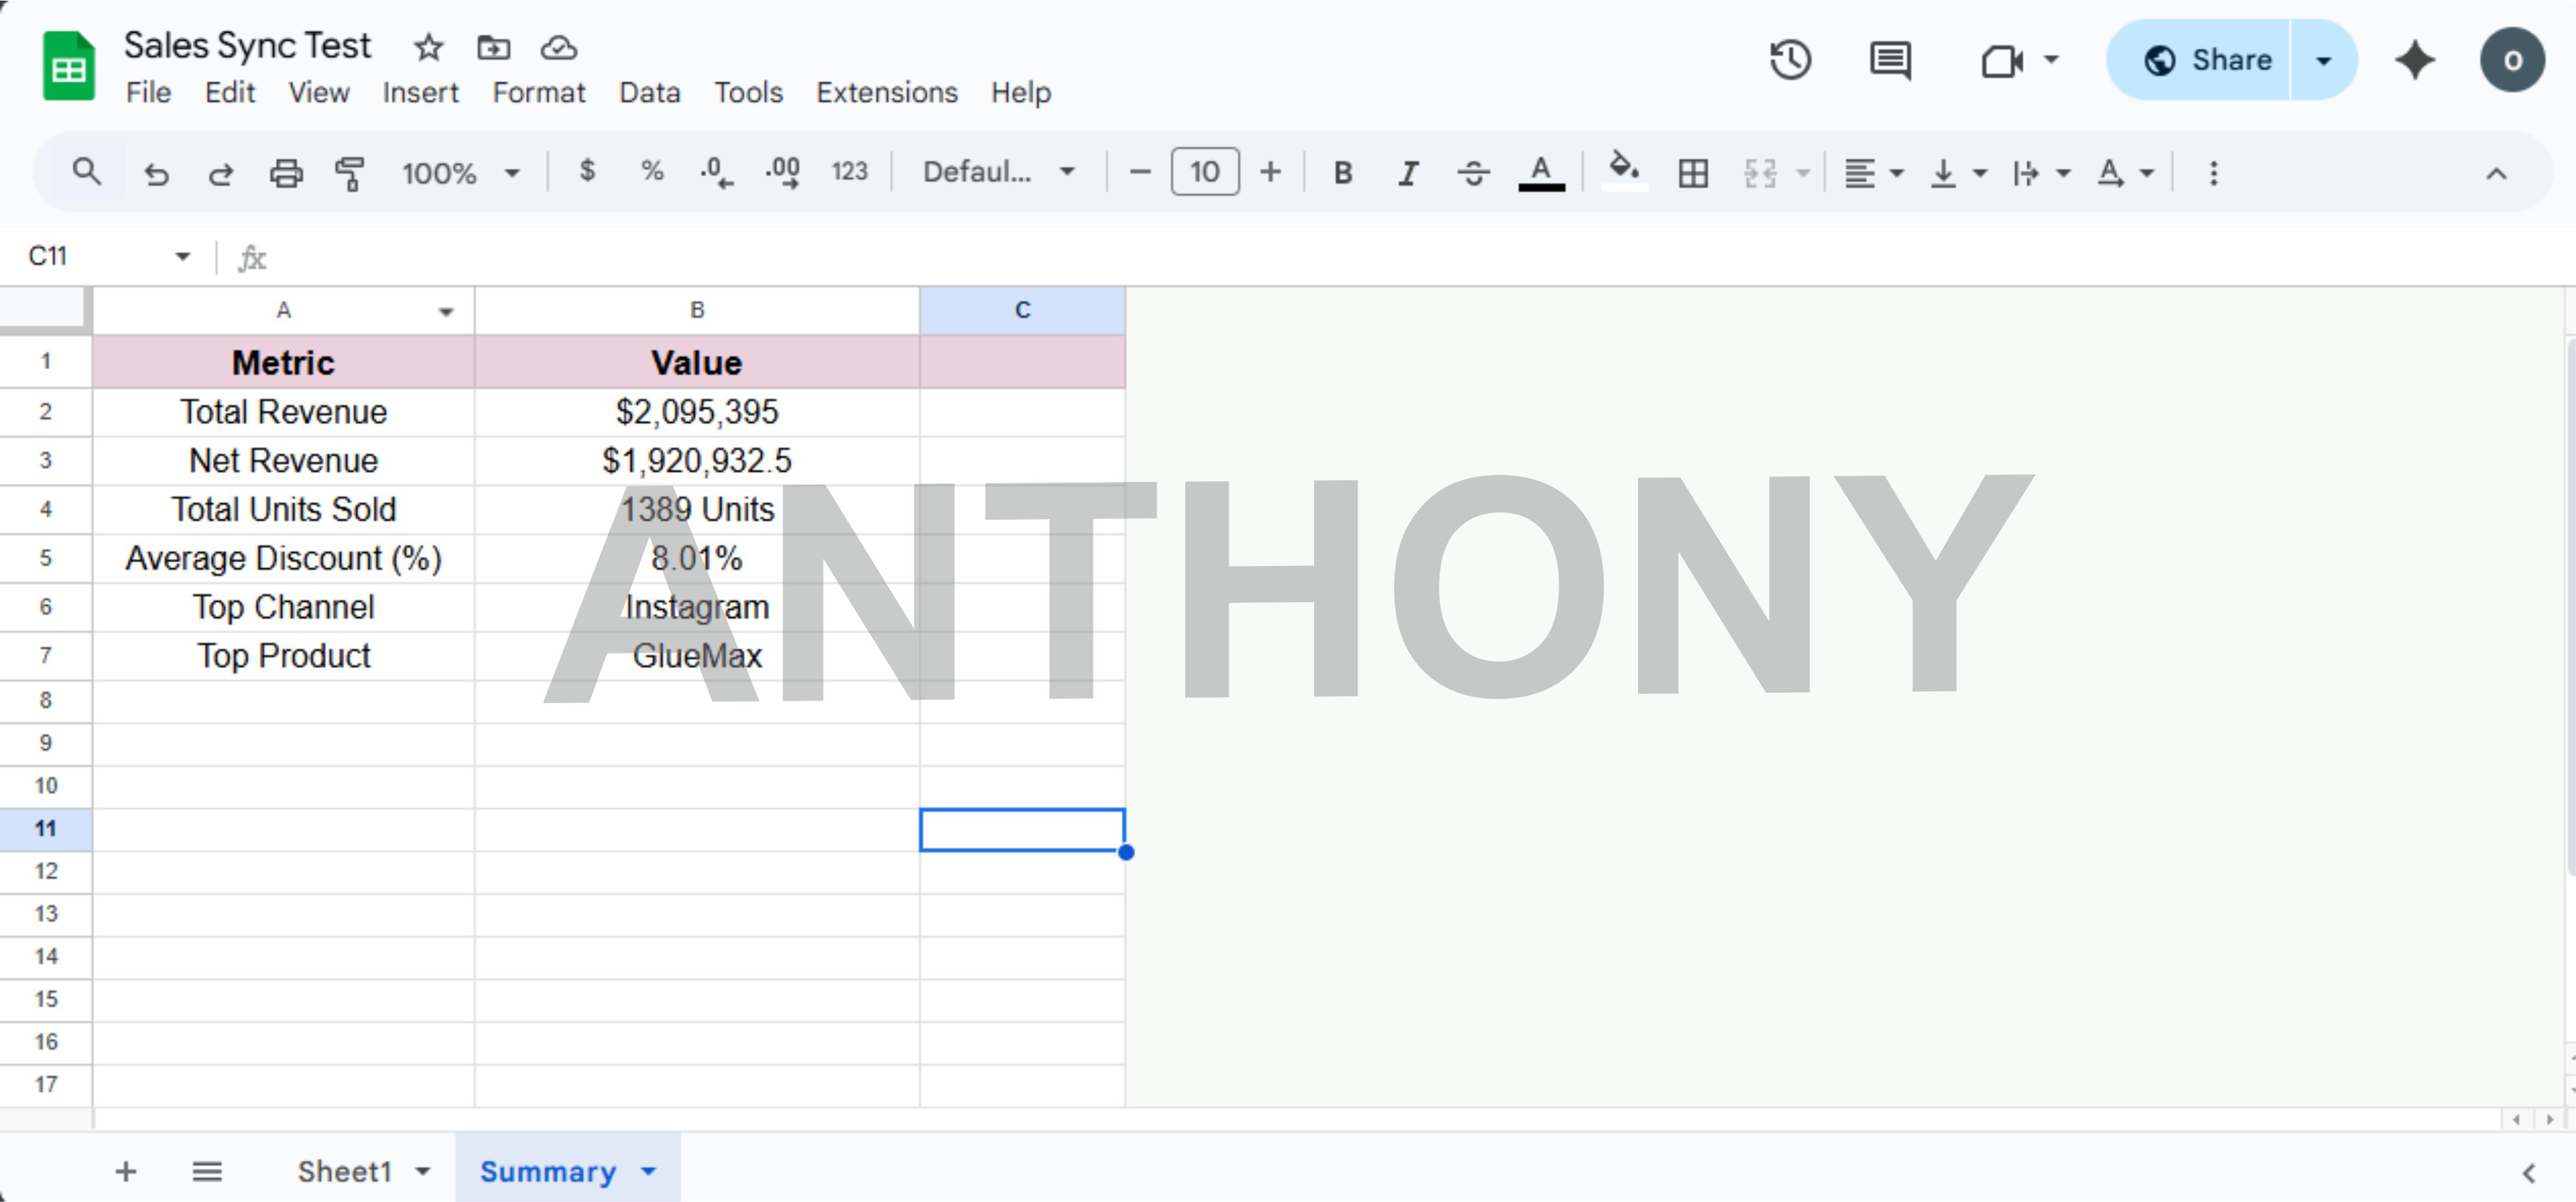 Sales Sync Test
File Edit View Insert Format Data Tools Extensions Help
Share
O
100% $ % .0 .00 123 Defaul... 10 B I S A A
C11 fx
A B C
1 Metric Value
2 Total Revenue $2,095,395
3 Net Revenue $1,920,932.5
4 Total Units Sold 1389 Units
5 Average Discount (%) 8.01%
6 Top Channel Instagram
7 Top Product GlueMax
8
9
10
11
12
13
14
15
16
17
ANTHONY
Sheet1 Summary